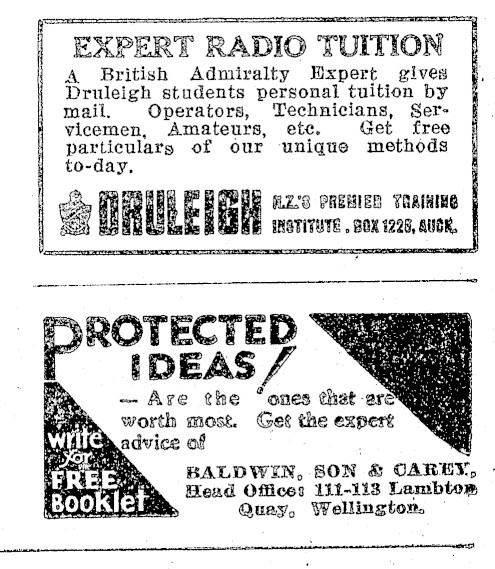 EXPERT RADIO TUITION
A British Admiralty Expert gives
Druleigh students personal tuition by
mail. Operators, Technicians, Ser-
vicemen, Amateurs, etc. Get free
particulars of our unique methods
to-day.
DRULEIGH N.Z.'S PREMIER TRAINING
INSTITUTE. BOX 1225, AUCK.
PROTECTED
IDEAS!
— Are the ones that are
worth most. Get the expert
advice of
Write
for
FREE
Booklet
BALDWIN, SON & CAREY,
Head Office: 111-113 Lambton
Quay, Wellington.